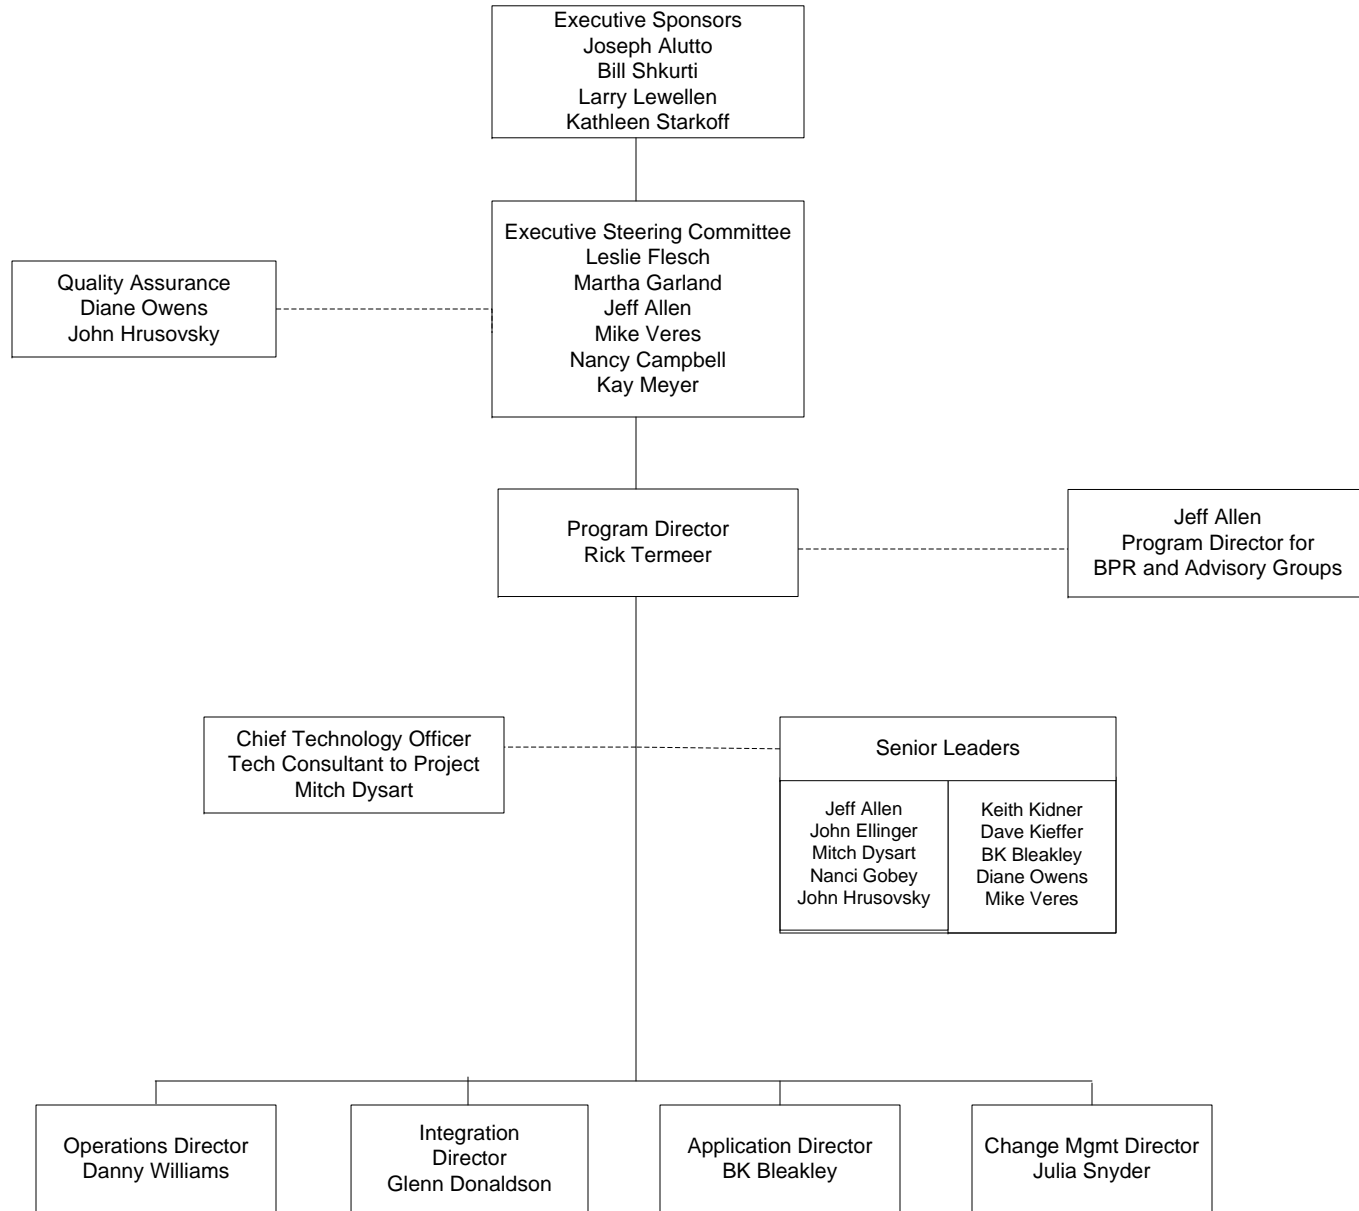 Executive Sponsors
Joseph Alutto
Bill Shkurti
Larry Lewellen
Kathleen Starkoff
Executive Steering Committee
Leslie Flesch
Martha Garland
Jeff Allen
Mike Veres
Nancy Campbell
Kay Meyer
Quality Assurance
Diane Owens
John Hrusovsky
Program Director
Rick Termeer
Jeff Allen
Program Director for
BPR and Advisory Groups
Chief Technology Officer
Tech Consultant to Project
Mitch Dysart
Senior Leaders
Jeff Allen
John Ellinger
Mitch Dysart
Nanci Gobey
John Hrusovsky
Keith Kidner
Dave Kieffer
BK Bleakley
Diane Owens
Mike Veres
Operations Director
Danny Williams
Integration
Director
Glenn Donaldson
Application Director
BK Bleakley
Change Mgmt Director
Julia Snyder